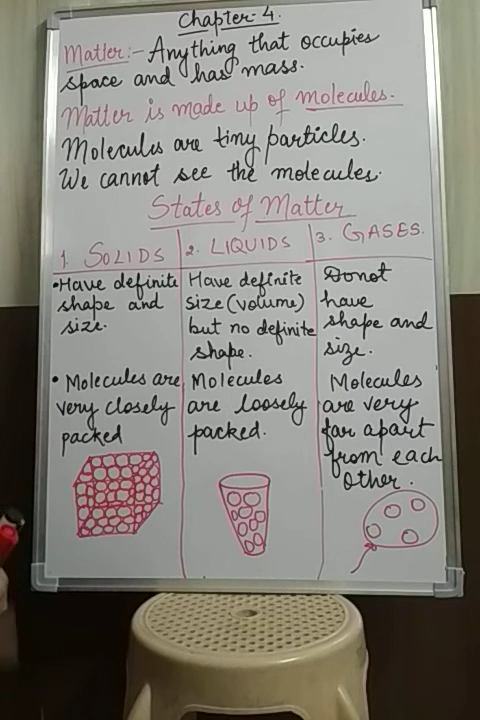 Chapter 4.
Matter:- Anything that occupies
space and has mass.
Matter is made up of molecules.
Molecules are tiny particles.
We cannot see the molecules.
States of Matter
1. SOLIDS
• Have definite
shape and
size.
• Molecules are
very closely
packed
2. LIQUIDS
Have definite
size (volume)
but no definite
shape.
Molecules
are loosely
packed.
3. GASES.
Do not
have
shape and
size.
Molecules
are very
far apart
from each
other.